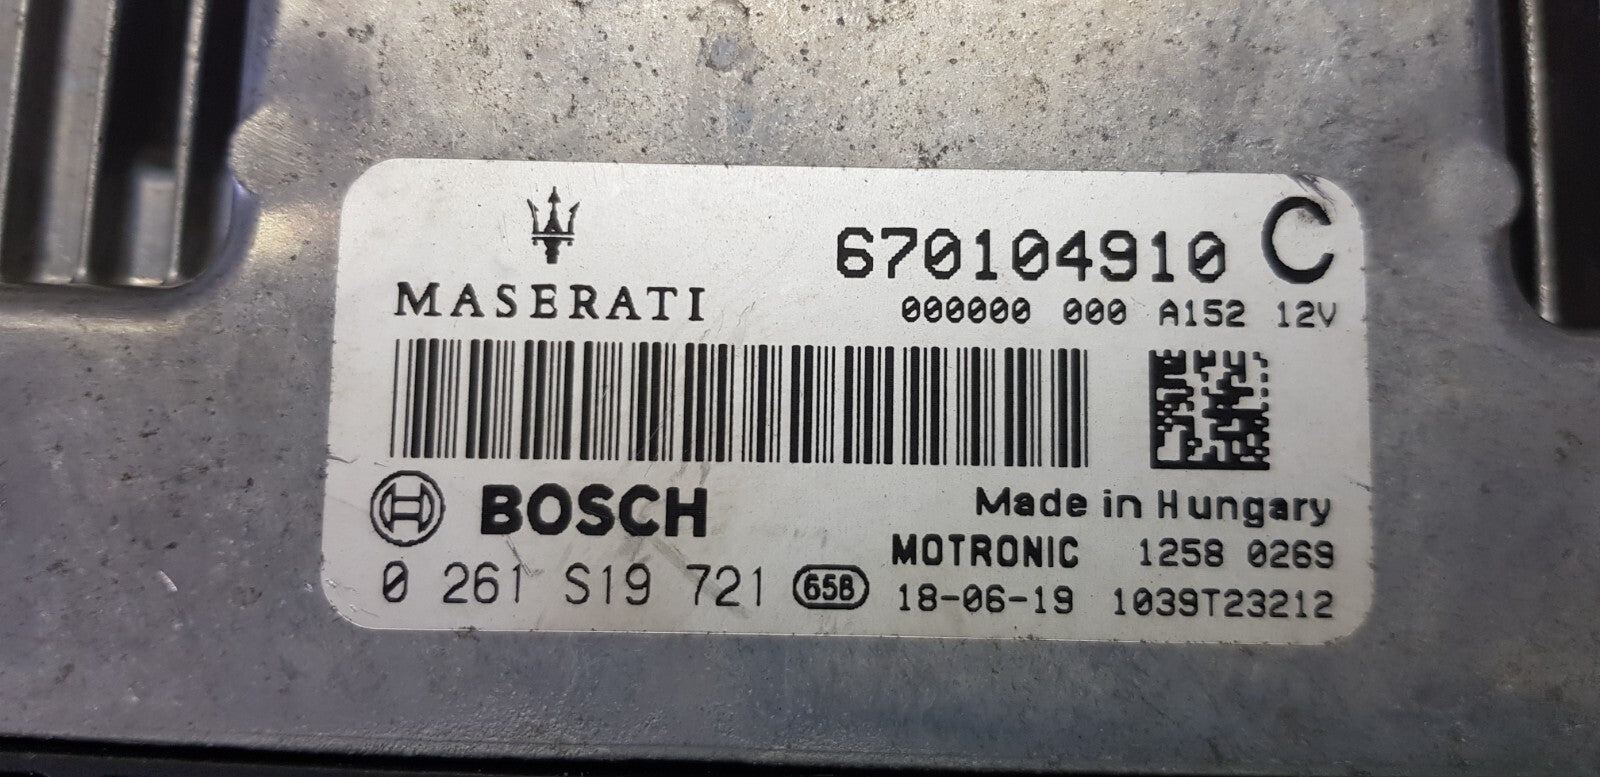 670104910 C
MASERATI
000000 000 A152 12V
BOSCH
Made in Hungary
MOTRONIC 1258 0269
0 261 S19 721 65B 18-06-19 1039T23212